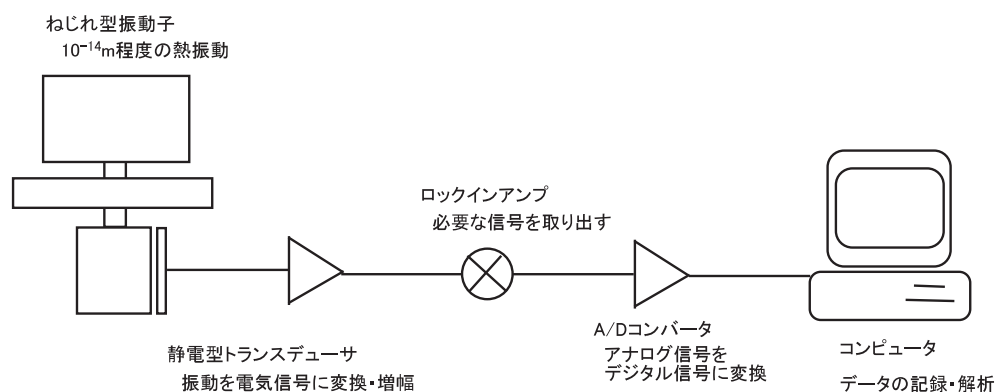 ねじれ型振動子
10⁻¹⁴m程度の熱振動
ロックインアンプ
必要な信号を取り出す
静電型トランスデューサ
振動を電気信号に変換・増幅
A/Dコンバータ
アナログ信号を
デジタル信号に変換
コンピュータ
データの記録・解析